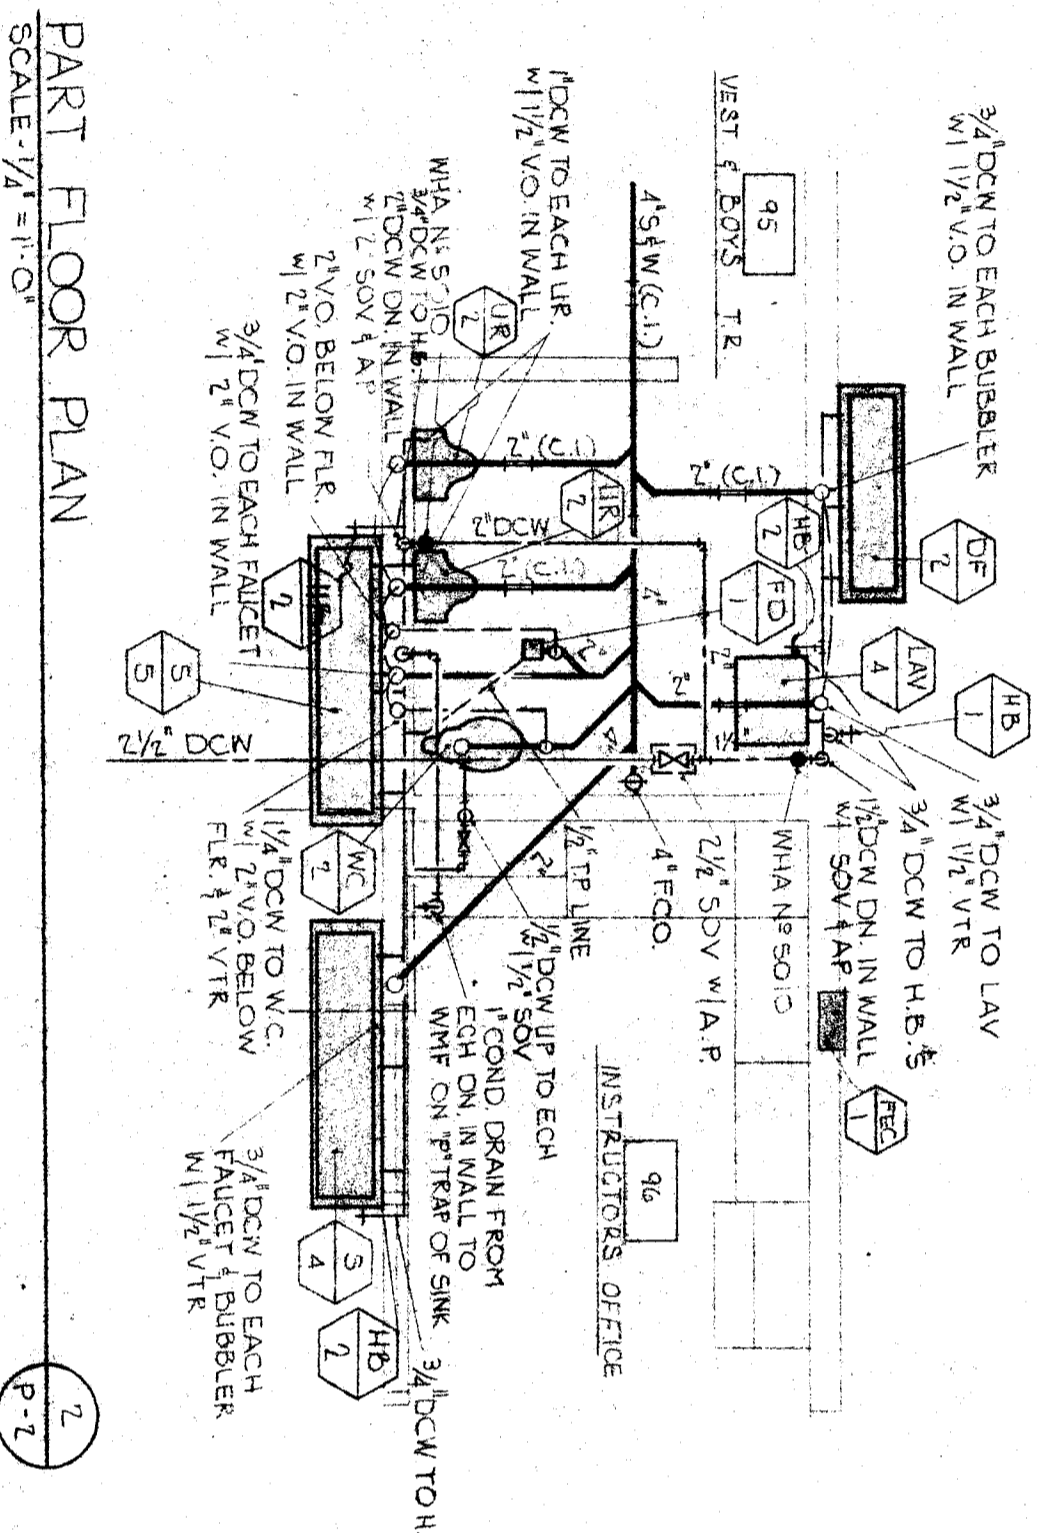 3/4" DCW TO EACH BUBBLER
W/ 1 1/2" V.O. IN WALL
DF
2
LAV
4
HB
1
3/4" DCW TO LAV
W/ 1 1/2" VTR
3/4" DCW TO H.B.'S
1 1/2" DCW DN. IN WALL
W/ SOV & AP
FEC
1
VEST & BOYS T.R.
95
HB
2
FD
1
WHA Nº 5010
2 1/2" SOV W/ A.P.
4" F.C.O.
4" S&W (C.I.)
2" (C.I.)
2" (C.I.)
2" (C.I.)
2" DCW
4"
2"
2"
2"
4"
2"
1" DCW TO EACH UR.
W/ 1 1/2" V.O. IN WALL
UR
2
UR
2
WHA Nº 5010
3/4" DCW TO H.B.
2" DCW DN IN WALL
W/ 2" SOV & AP
2" V.O. BELOW FLR.
W/ 2" V.O. IN WALL
3/4" DCW TO EACH FAUCET
W/ 2" V.O. IN WALL
S
5
2
2 1/2" DCW
WC
2
1 1/4" DCW TO W.C.
W/ 2" V.O. BELOW
FLR. & 2" VTR
1/2" T.P. LINE
1/2" DCW UP TO ECH
W/ 1/2" SOV
1" COND. DRAIN FROM
ECH DN. IN WALL TO
WMF ON "P" TRAP OF SINK
INSTRUCTORS OFFICE
96
S
4
HB
2
3/4" DCW TO H
3/4" DCW TO EACH
FAUCET & BUBBLER
W/ 1 1/2" VTR
PART FLOOR PLAN
SCALE - 1/4" = 1'-0"
2
P-2